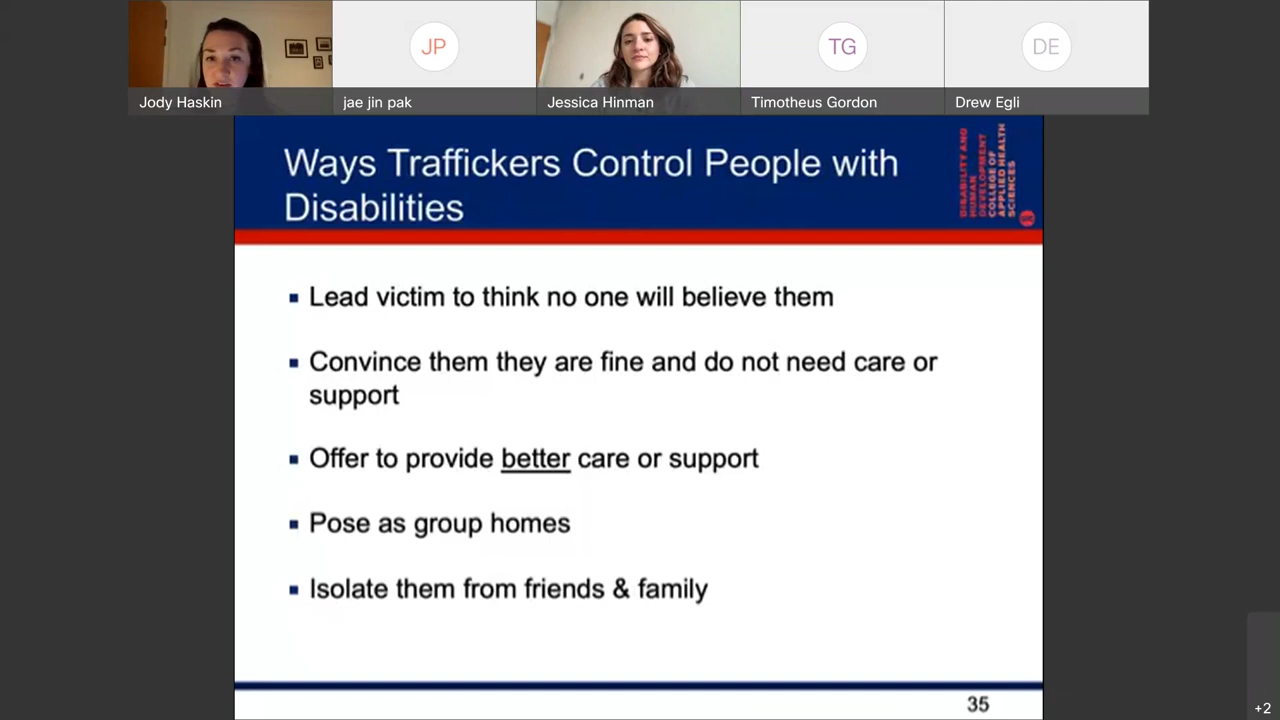 JP
TG
DE
Jody Haskin
jae jin pak
Jessica Hinman
Timotheus Gordon
Drew Egli
Ways Traffickers Control People with
Disabilities
DISABILITY AND
HUMAN
DEVELOPMENT
COLLEGE OF
APPLIED HEALTH
SCIENCES
▪ Lead victim to think no one will believe them
▪ Convince them they are fine and do not need care or
support
▪ Offer to provide better care or support
▪ Pose as group homes
▪ Isolate them from friends & family
35
+2